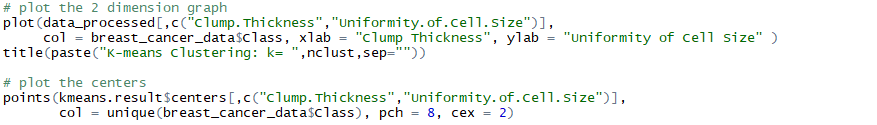 # plot the 2 dimension graph
plot(data_processed[,c("Clump.Thickness","Uniformity.of.Cell.Size")],
     col = breast_cancer_data$Class, xlab = "Clump Thickness", ylab = "Uniformity of Cell Size" )
title(paste("K-means Clustering: k= ",nclust,sep=""))

# plot the centers
points(kmeans.result$centers[,c("Clump.Thickness","Uniformity.of.Cell.Size")],
       col = unique(breast_cancer_data$Class), pch = 8, cex = 2)